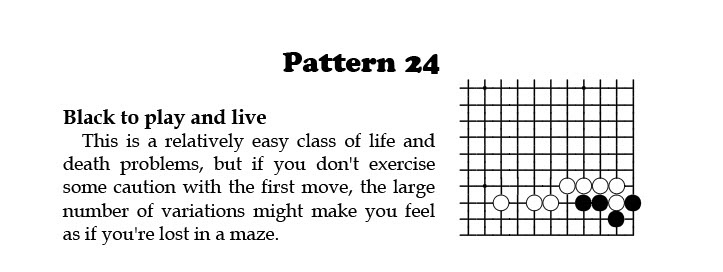 Pattern 24
Black to play and live
This is a relatively easy class of life and
death problems, but if you don't exercise
some caution with the first move, the large
number of variations might make you feel
as if you're lost in a maze.